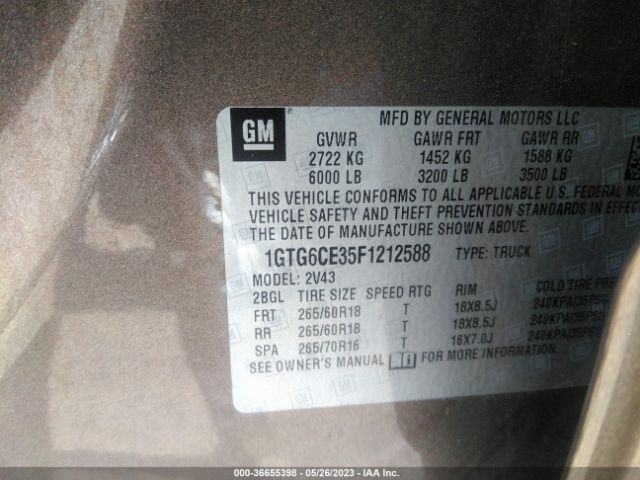 MFD BY GENERAL MOTORS LLC
GM
GVWR GAWR FRT GAWR RR
2722 KG 1452 KG 1588 KG
6000 LB 3200 LB 3500 LB
THIS VEHICLE CONFORMS TO ALL APPLICABLE U.S. FEDERAL
VEHICLE SAFETY AND THEFT PREVENTION STANDARDS
THE DATE OF MANUFACTURE SHOWN ABOVE.
1GTG6CE35F1212588 TYPE: TRUCK
MODEL: 2V43
2BGL TIRE SIZE SPEED RTG RIM COLD TIRE
FRT 265/60R18 T 18X8.5J 240KPA(35PSI)
RR 265/60R18 T 18X8.5J 240KPA(35PSI)
SPA 265/70R16 T 16X7.0J 240KPA(35PSI)
SEE OWNER'S MANUAL FOR MORE INFORMATION
000-36655398 - 05/26/2023 - IAA Inc.